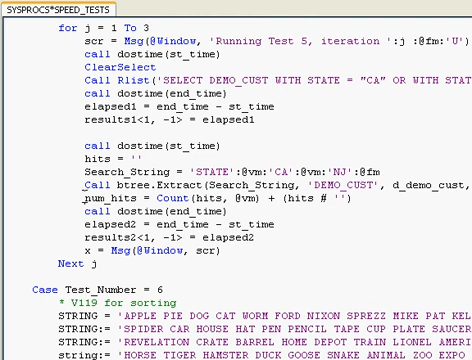 SYSPROCS*SPEED_TESTS
for j = 1 To 3
scr = Msg(@Window, 'Running Test 5, iteration ':j :@fm:'U')
call dostime(st_time)
ClearSelect
Call Rlist('SELECT DEMO_CUST WITH STATE = "CA" OR WITH STAT
call dostime(end_time)
elapsed1 = end_time - st_time
results1<1, -1> = elapsed1
call dostime(st_time)
hits = ''
Search_String = 'STATE':@vm:'CA':@vm:'NJ':@fm
Call btree.Extract(Search_String, 'DEMO_CUST', d_demo_cust,
num_hits = Count(hits, @vm) + (hits # '')
call dostime(end_time)
elapsed2 = end_time - st_time
results2<1, -1> = elapsed2
x = Msg(@Window, scr)
Next j
Case Test_Number = 6
* V119 for sorting
STRING = 'APPLE PIE DOG CAT WORM FORD NIXON SPREZZ MIKE PAT KEL
STRING:= 'SPIDER CAR HOUSE HAT PEN PENCIL TAPE CUP PLATE SAUCER
STRING:= 'REVELATION CRATE BARREL HOME DEPOT TRAIN LIONEL AMERI
string:= 'HORSE TIGER HAMSTER DUCK GOOSE SNAKE ANIMAL ZOO EXPO